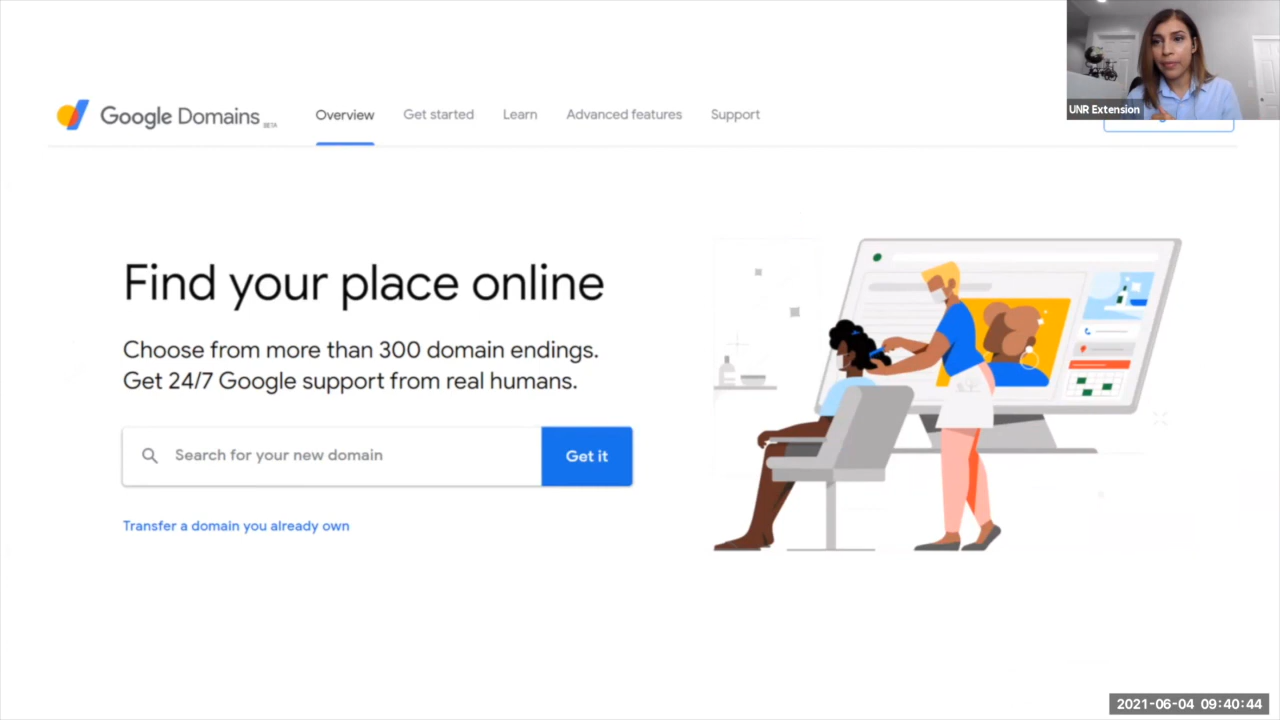 Google Domains BETA
Overview
Get started
Learn
Advanced features
Support
UNR Extension
Find your place online
Choose from more than 300 domain endings.
Get 24/7 Google support from real humans.
Search for your new domain
Get it
Transfer a domain you already own
2021-06-04 09:40:44